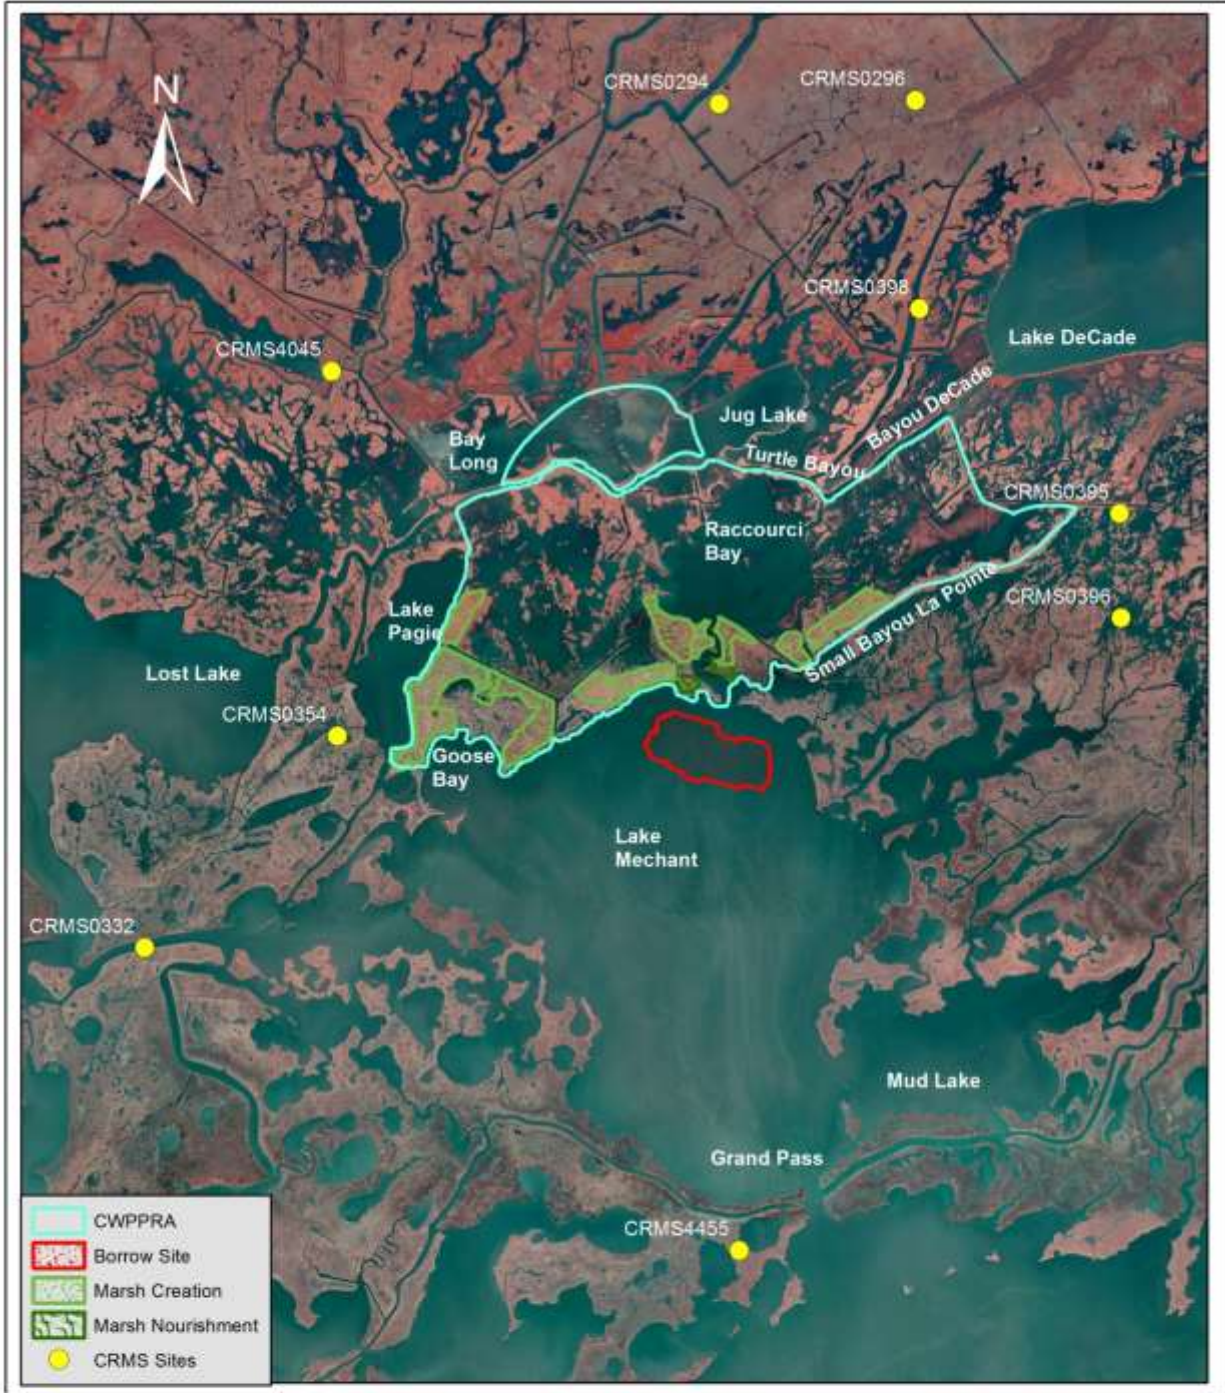 N
CRMS0294
CRMS0296
CRMS0398
CRMS4045
Lake DeCade
Bayou DeCade
Jug Lake
Bay
Long
Turtle Bayou
CRMS0395
Raccourci
Bay
Small Bayou La Pointe
CRMS0396
Lake
Pagie
Lost Lake
CRMS0354
Goose
Bay
Lake
Mechant
CRMS0332
Mud Lake
Grand Pass
CRMS4455
CWPPRA
Borrow Site
Marsh Creation
Marsh Nourishment
CRMS Sites